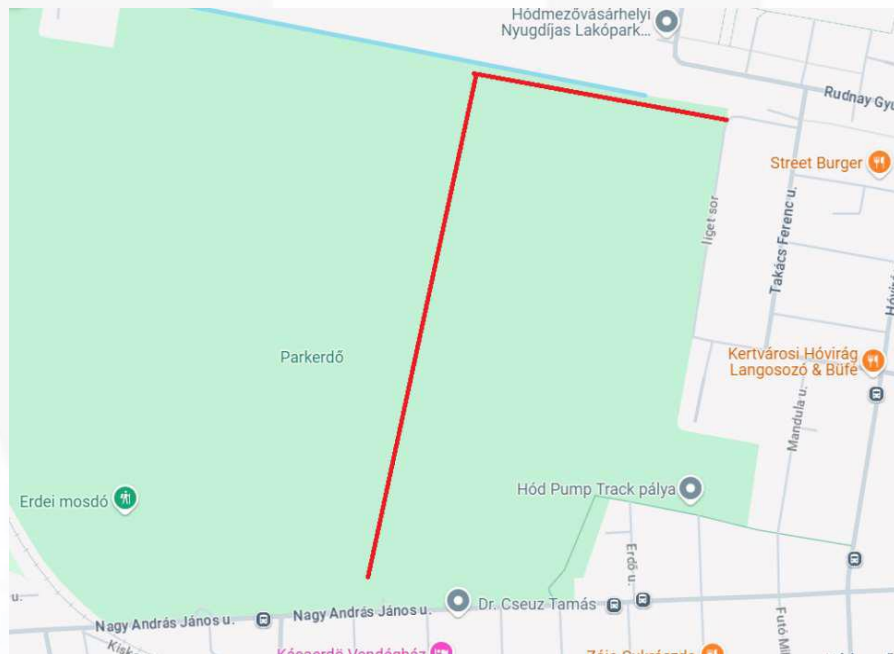 Hódmezővásárhelyi
Nyugdíjas Lakópark...
Rudnay Gyu
Street Burger
Takács Ferenc u.
liget sor
Parkerdő
Kertvárosi Hóvirág
Langosozó & Büfé
Mandula u.
Erdei mosdó
Hód Pump Track pálya
Erdő u.
u.
Nagy András János u.
Nagy András János u.
Dr. Cseuz Tamás